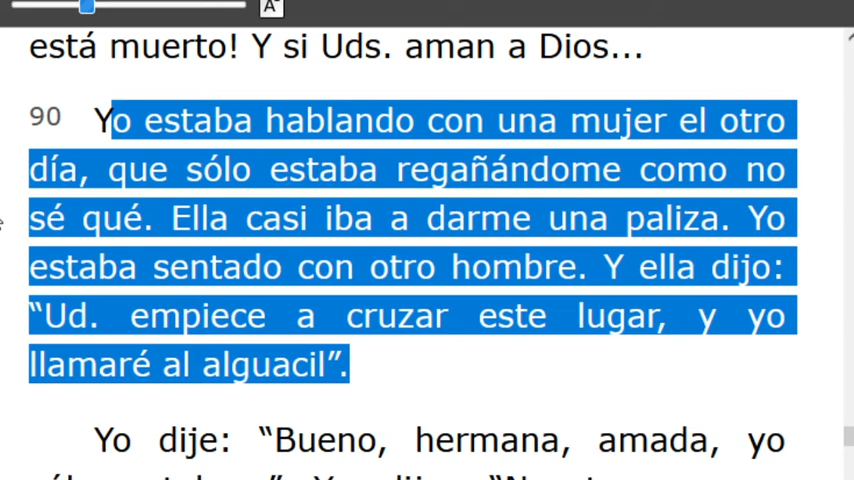 A
está muerto! Y si Uds. aman a Dios...
90 Yo estaba hablando con una mujer el otro
día, que sólo estaba regañándome como no
sé qué. Ella casi iba a darme una paliza. Yo
estaba sentado con otro hombre. Y ella dijo:
“Ud. empiece a cruzar este lugar, y yo
llamaré al alguacil”.
Yo dije: “Bueno, hermana, amada, yo